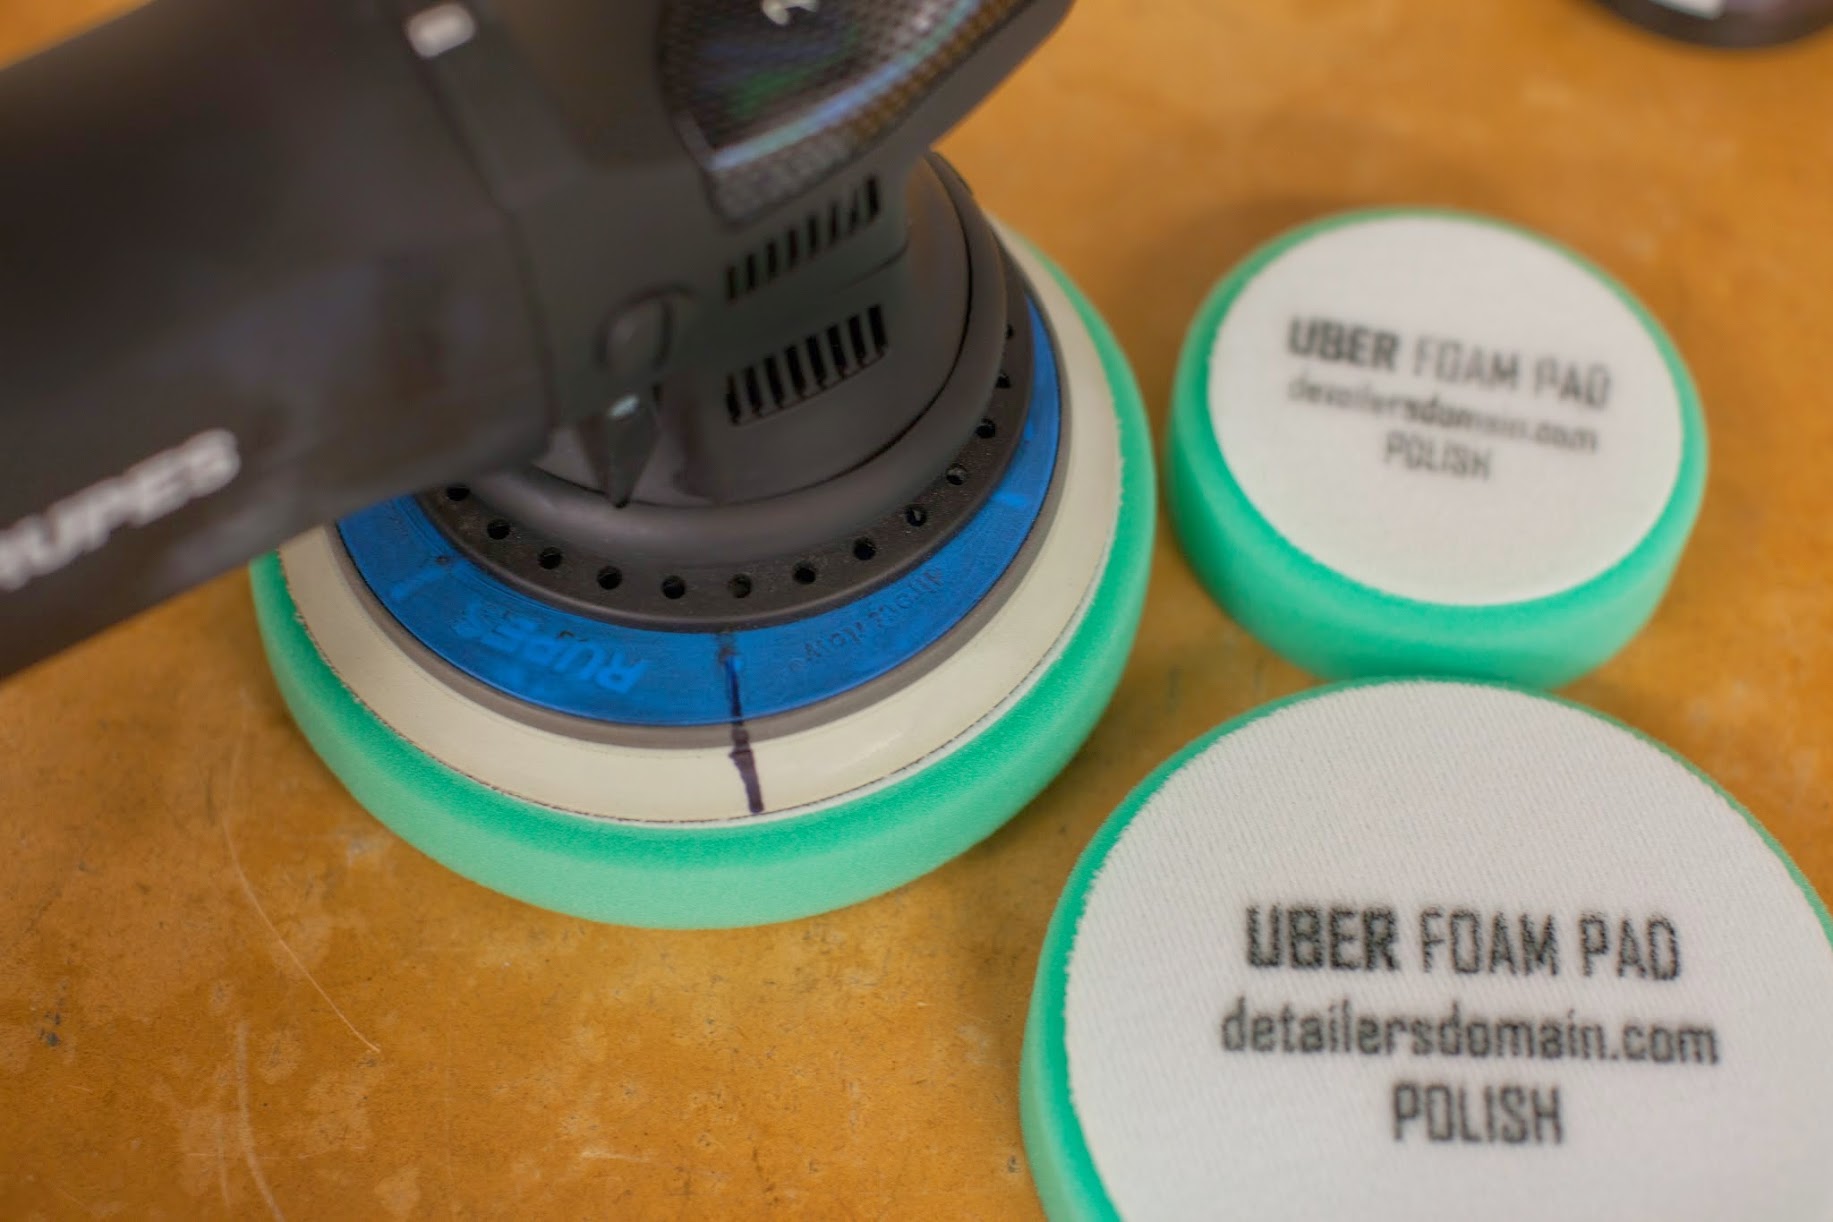 RUPES
RUPES
UBER FOAM PAD
detailersdomain.com
POLISH
UBER FOAM PAD
detailersdomain.com
POLISH